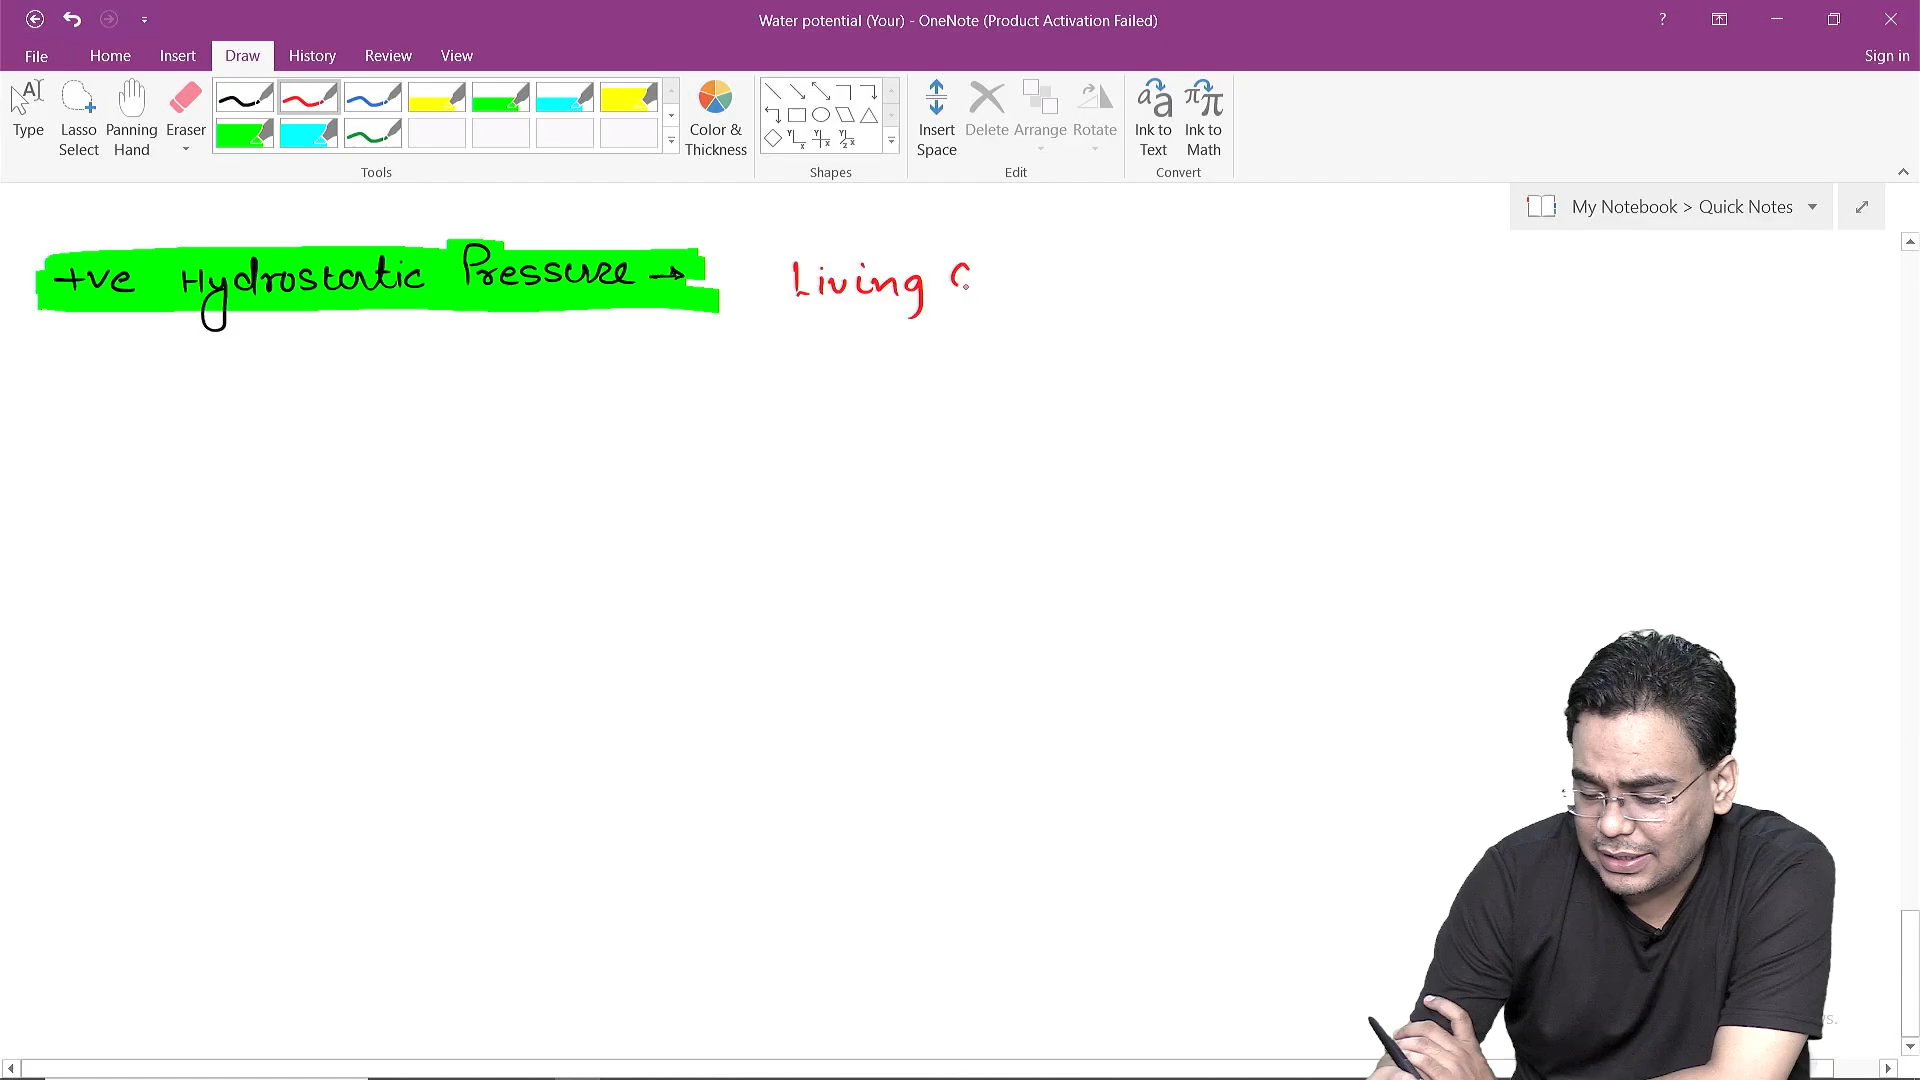 Water potential (Your) - OneNote (Product Activation Failed)
?
File Home Insert Draw History Review View
Sign in
Type
Lasso Select
Panning Hand
Eraser
Color & Thickness
Insert Space
Delete
Arrange
Rotate
Ink to Text
Ink to Math
Tools
Shapes
Edit
Convert
My Notebook > Quick Notes
+ve Hydrostatic Pressure → Living C
s.